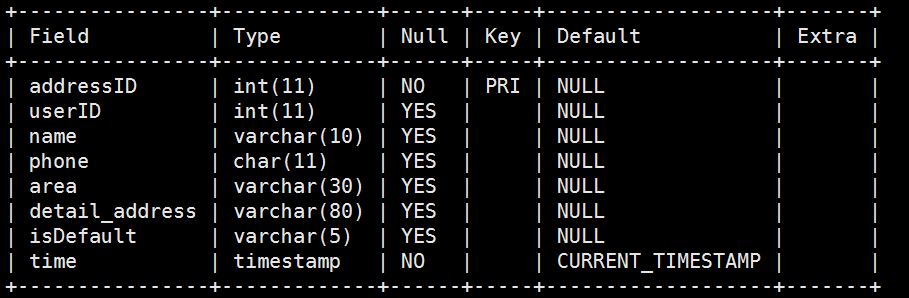 +----------------+-------------+------+-----+-------------------+-------+
| Field          | Type        | Null | Key | Default           | Extra |
+----------------+-------------+------+-----+-------------------+-------+
| addressID      | int(11)     | NO   | PRI | NULL              |       |
| userID         | int(11)     | YES  |     | NULL              |       |
| name           | varchar(10) | YES  |     | NULL              |       |
| phone          | char(11)    | YES  |     | NULL              |       |
| area           | varchar(30) | YES  |     | NULL              |       |
| detail_address | varchar(80) | YES  |     | NULL              |       |
| isDefault      | varchar(5)  | YES  |     | NULL              |       |
| time           | timestamp   | NO   |     | CURRENT_TIMESTAMP |       |
+----------------+-------------+------+-----+-------------------+-------+